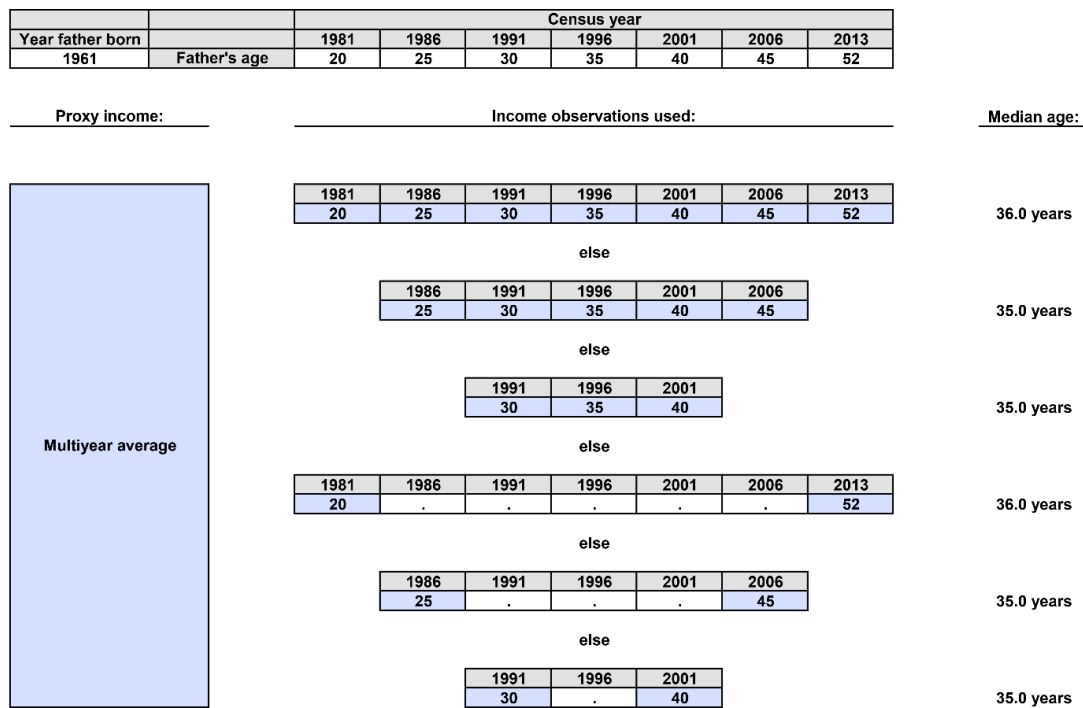 Census year
Year father born 1981 1986 1991 1996 2001 2006 2013
1961 Father's age 20 25 30 35 40 45 52
Proxy income: Income observations used: Median age:
1981 1986 1991 1996 2001 2006 2013
20 25 30 35 40 45 52 36.0 years
else
1986 1991 1996 2001 2006
25 30 35 40 45 35.0 years
else
1991 1996 2001
30 35 40 35.0 years
Multiyear average else
1981 1986 1991 1996 2001 2006 2013
20 . . . . . 52 36.0 years
else
1986 1991 1996 2001 2006
25 . . . 45 35.0 years
else
1991 1996 2001
30 . 40 35.0 years